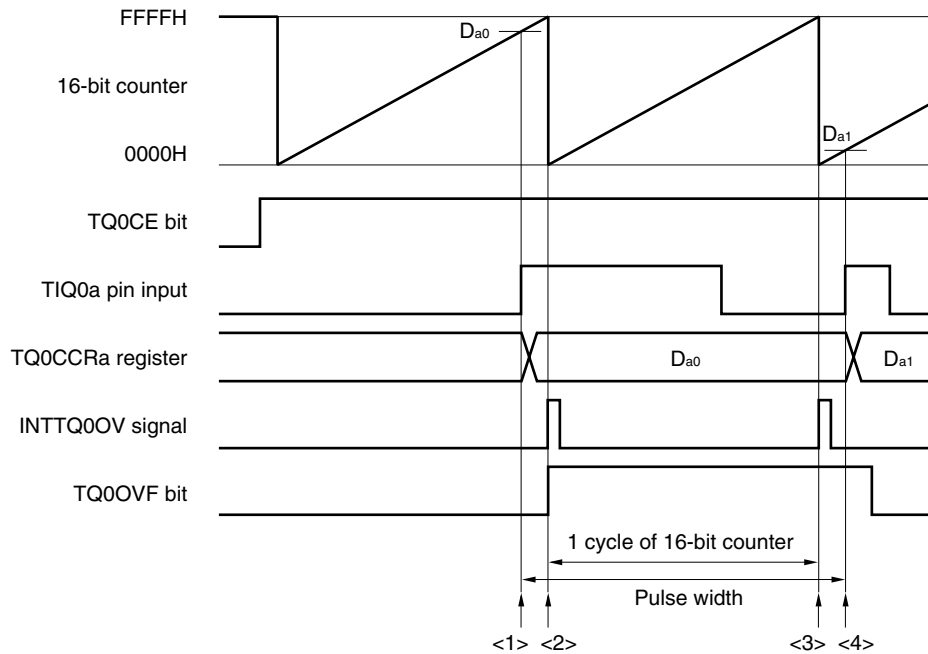 FFFFH
Da0
16-bit counter
0000H
Da1
TQ0CE bit
TIQ0a pin input
TQ0CCRa register
Da0
Da1
INTTQ0OV signal
TQ0OVF bit
1 cycle of 16-bit counter
Pulse width
<1> <2> <3> <4>